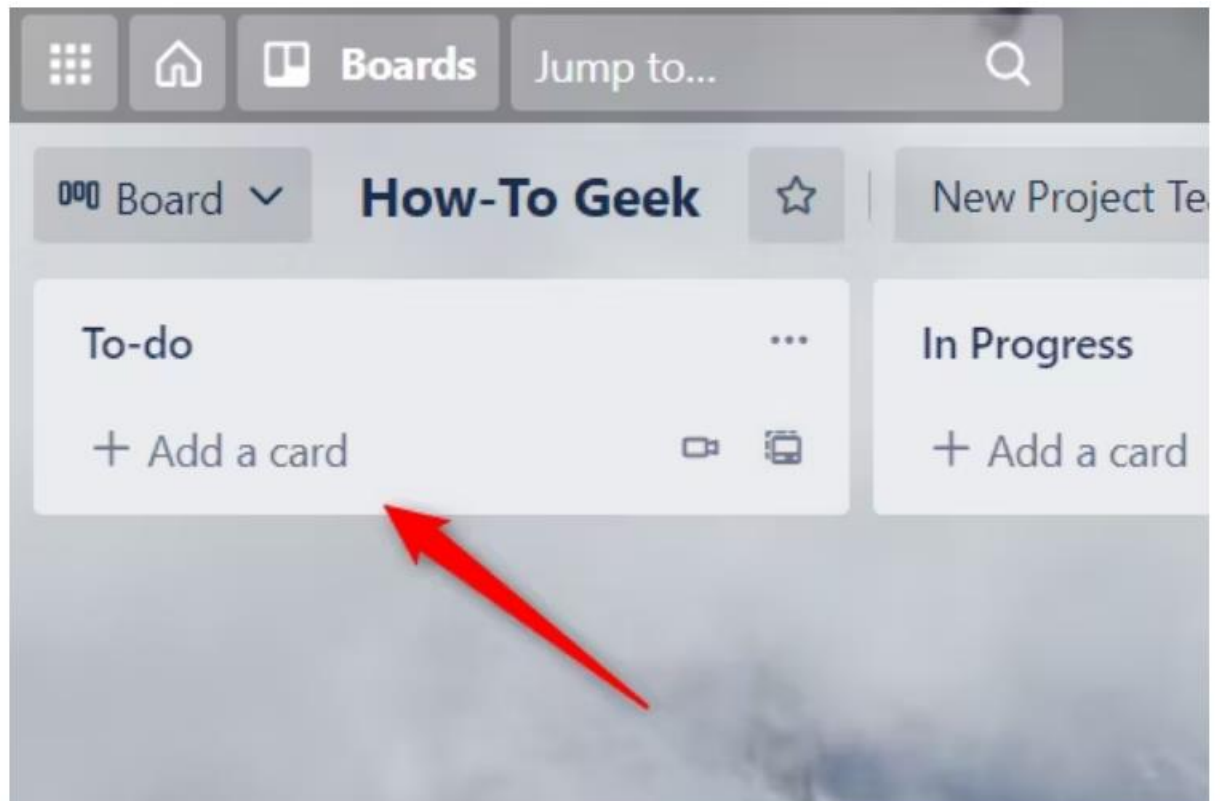 Boards Jump to...
Board How-To Geek New Project Te
To-do
+ Add a card
In Progress
+ Add a card